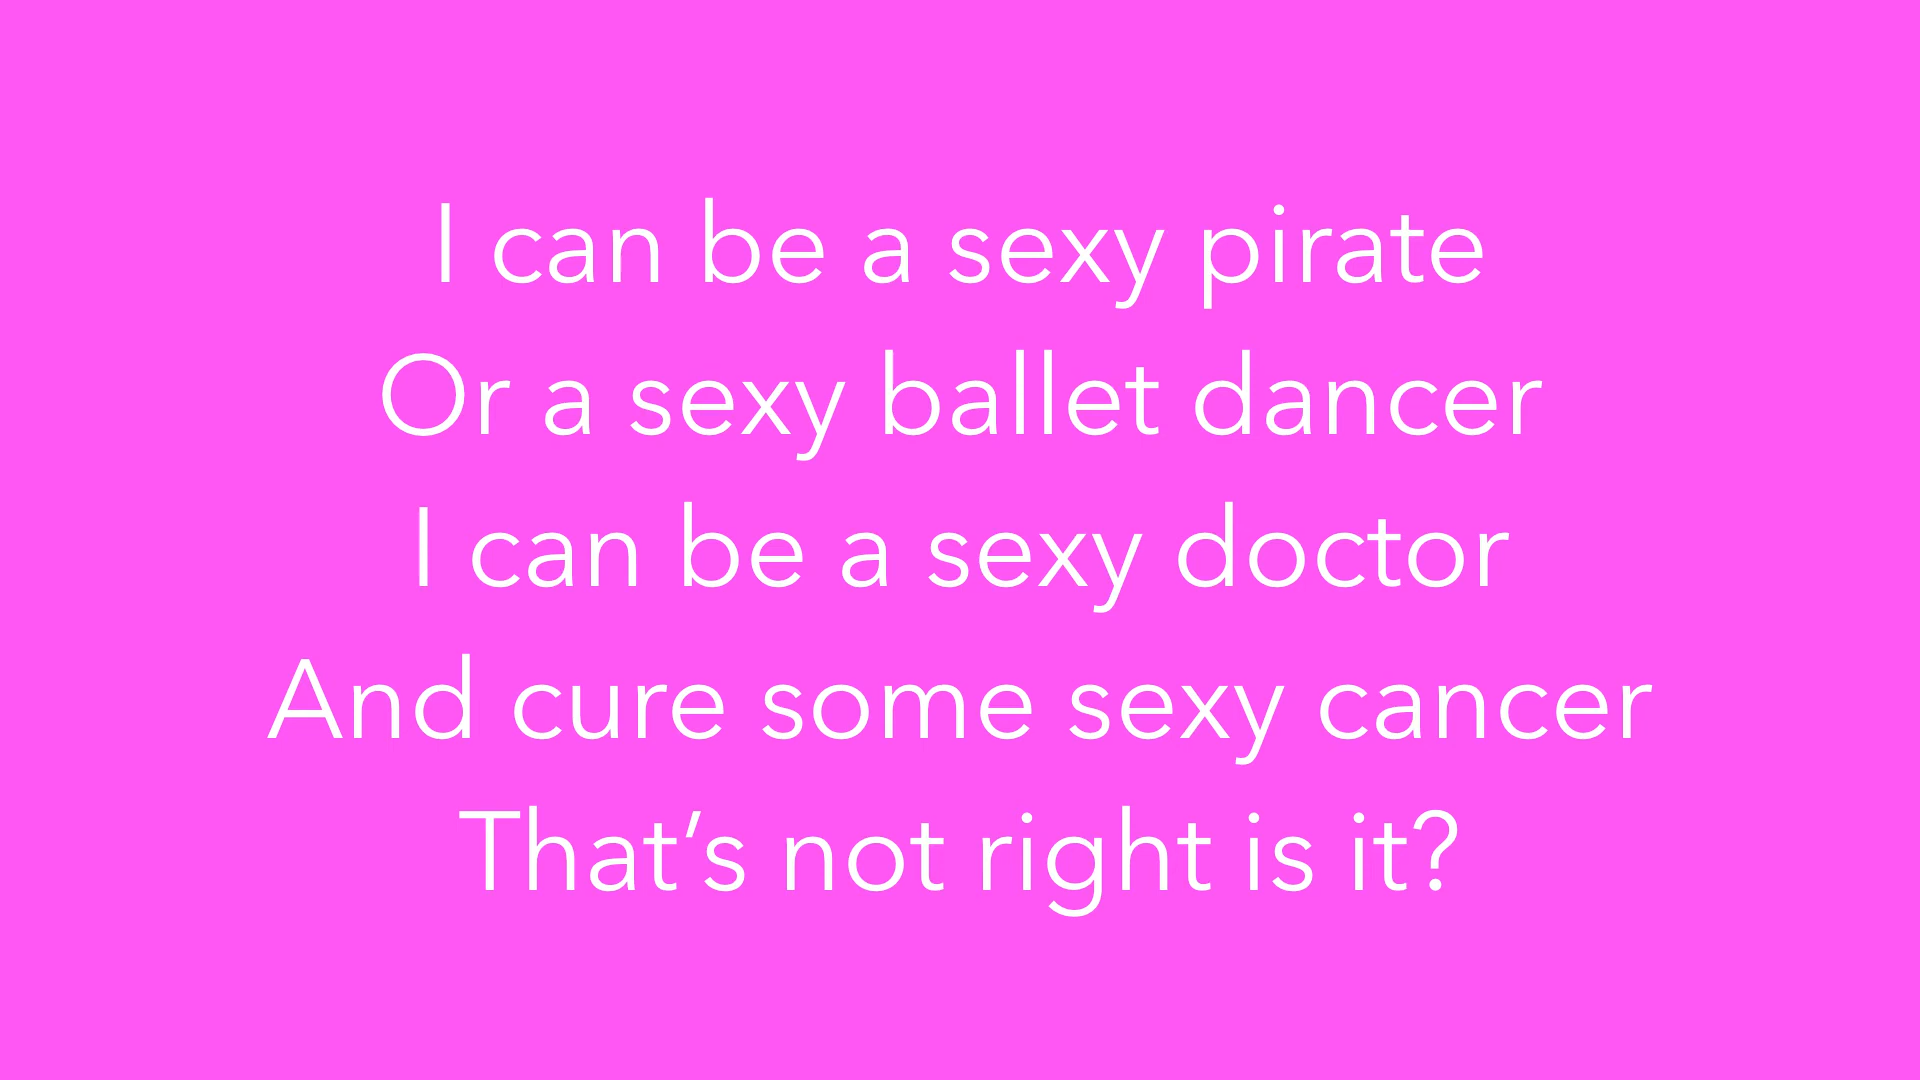 I can be a sexy pirate
Or a sexy ballet dancer
I can be a sexy doctor
And cure some sexy cancer
That’s not right is it?